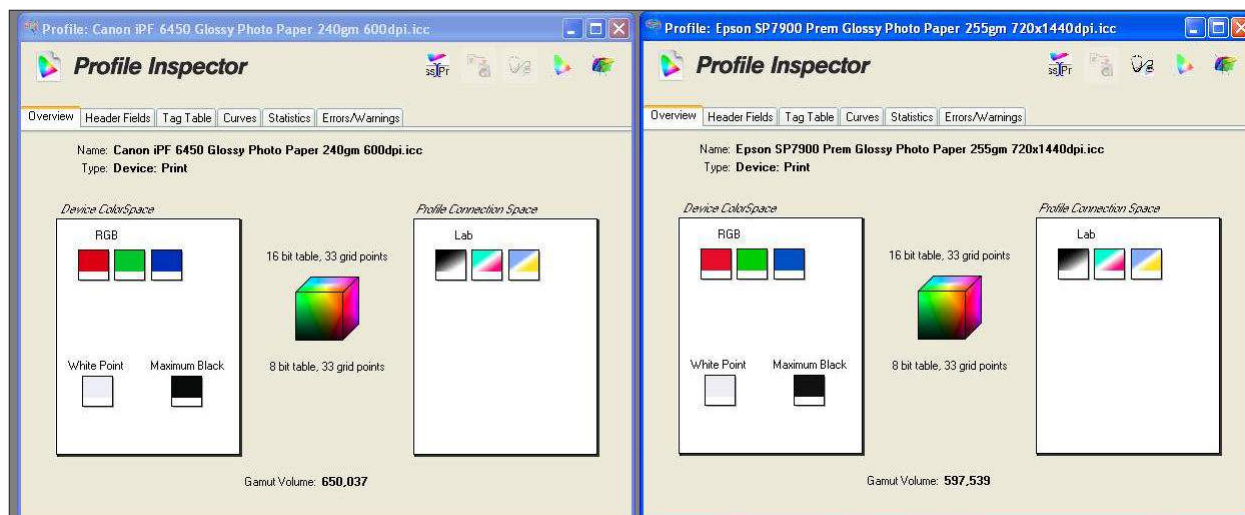 Profile: Canon iPF 6450 Glossy Photo Paper 240gm 600dpi.icc
Profile Inspector
Overview Header Fields Tag Table Curves Statistics Errors/Warnings
Name: Canon iPF 6450 Glossy Photo Paper 240gm 600dpi.icc
Type: Device: Print
Device ColorSpace
Profile Connection Space
RGB
Lab
16 bit table, 33 grid points
8 bit table, 33 grid points
White Point Maximum Black
Gamut Volume: 650,037
Profile: Epson SP7900 Prem Glossy Photo Paper 255gm 720x1440dpi.icc
Profile Inspector
Overview Header Fields Tag Table Curves Statistics Errors/Warnings
Name: Epson SP7900 Prem Glossy Photo Paper 255gm 720x1440dpi.icc
Type: Device: Print
Device ColorSpace
Profile Connection Space
RGB
Lab
16 bit table, 33 grid points
8 bit table, 33 grid points
White Point Maximum Black
Gamut Volume: 597,539